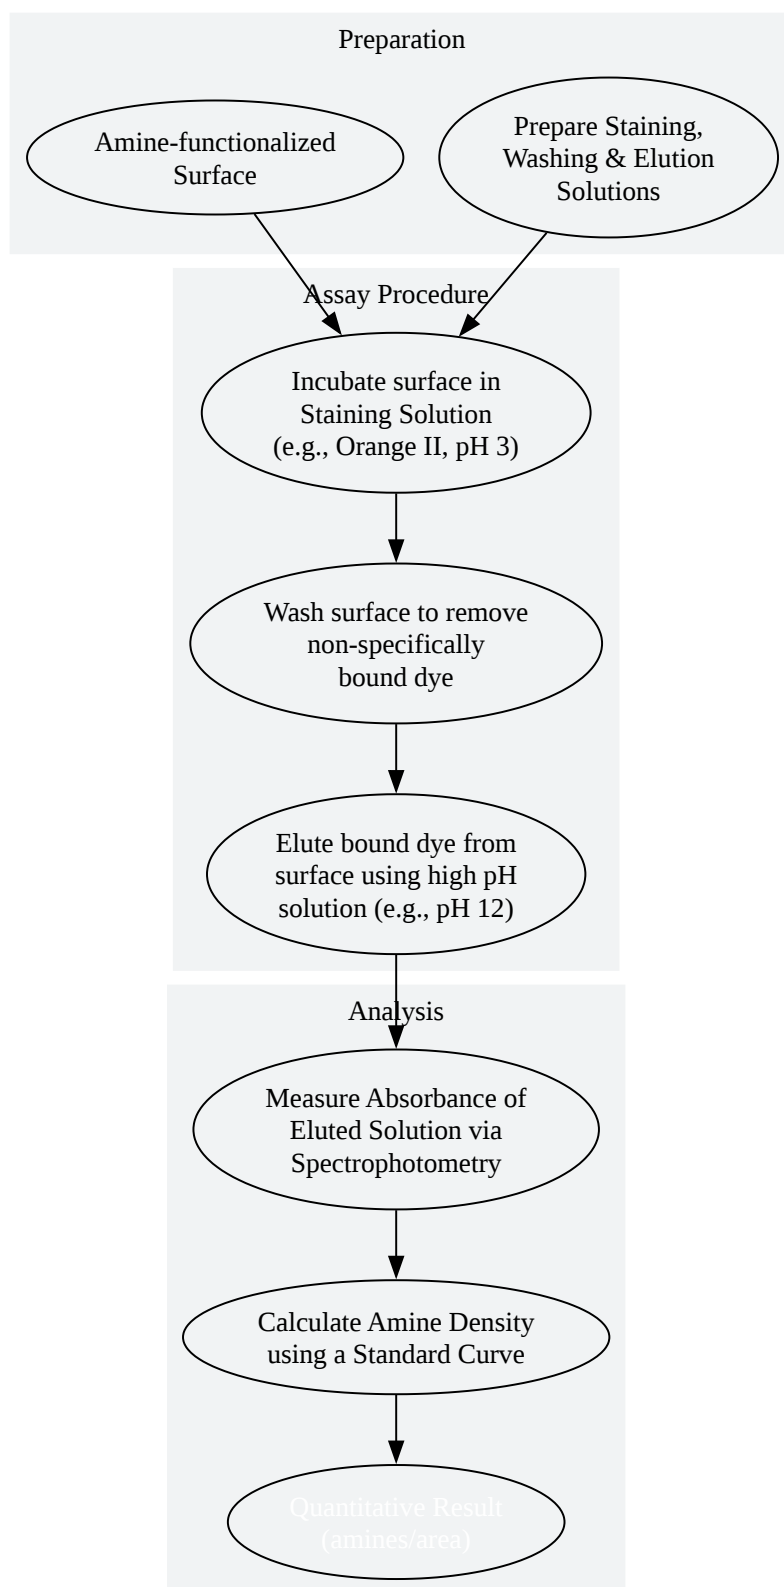 Preparation
Amine-functionalized
Surface
Prepare Staining,
Washing & Elution
Solutions
Assay Procedure
Incubate surface in
Staining Solution
(e.g., Orange II, pH 3)
Wash surface to remove
non-specifically
bound dye
Elute bound dye from
surface using high pH
solution (e.g., pH 12)
Analysis
Measure Absorbance of
Eluted Solution via
Spectrophotometry
Calculate Amine Density
using a Standard Curve
Quantitative Result
(amines/area)